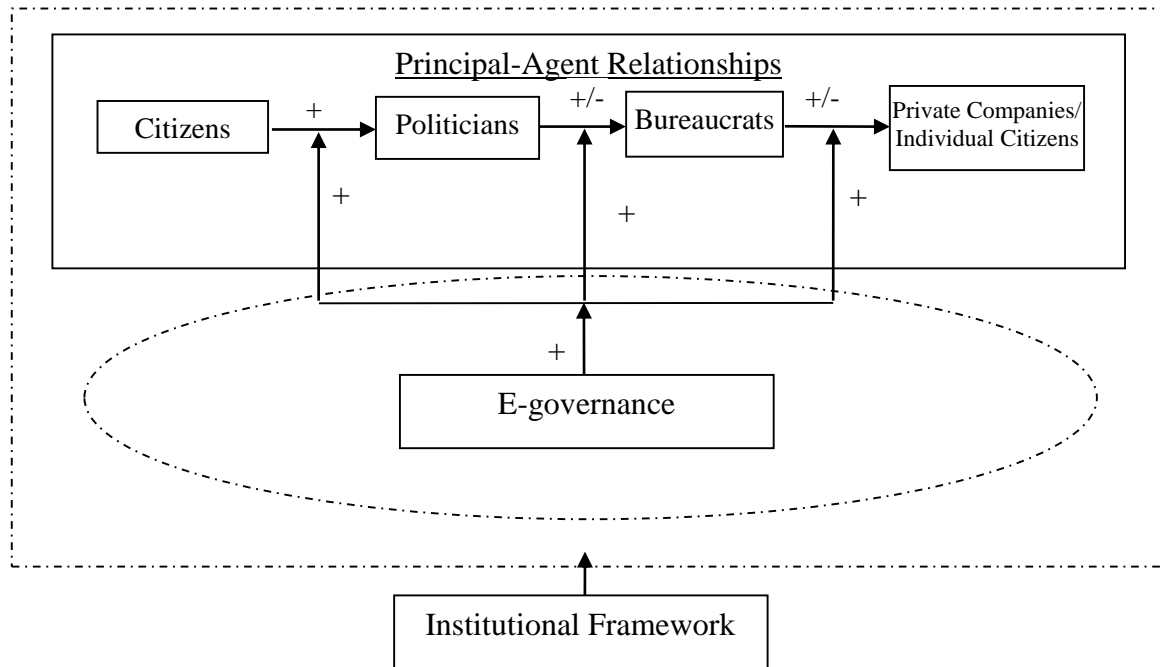 Principal-Agent Relationships
+
+/-
+/-
Citizens
Politicians
Bureaucrats
Private Companies/
Individual Citizens
+
+
+
+
E-governance
Institutional Framework